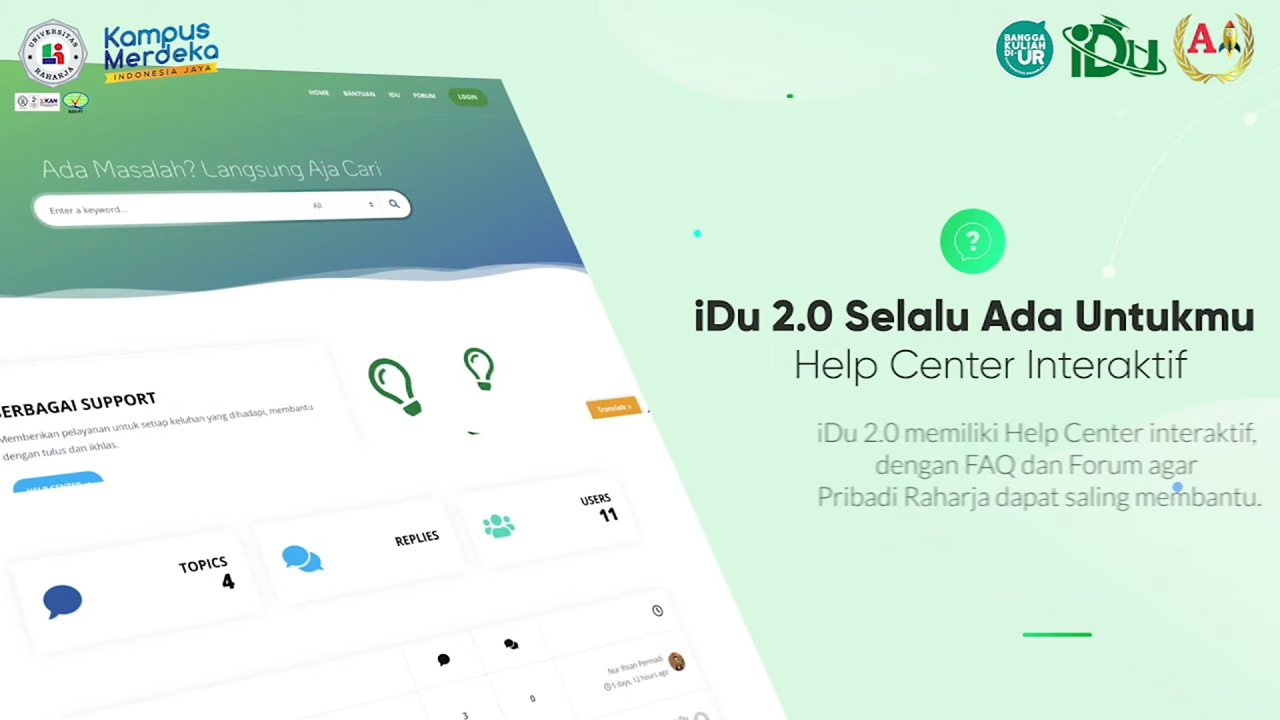 UNIVERSITAS
RAHARJA
Kampus
Merdeka
INDONESIA JAYA
KAN
BANGGA
KULIAH
DI-UR
iDu
A
HOME BANTUAN IDU FORUM LOGIN
Ada Masalah? Langsung Aja Cari
Enter a keyword... All
iDu 2.0 Selalu Ada Untukmu
Help Center Interaktif
iDu 2.0 memiliki Help Center interaktif,
dengan FAQ dan Forum agar
Pribadi Raharja dapat saling membantu.
ERBAGAI SUPPORT
Memberikan pelayanan untuk setiap keluhan yang dihadapi, membantu
dengan tulus dan ikhlas.
HELP CENTER
Translate »
TOPICS
4
REPLIES
USERS
11
Nur Ihsan Permadi
5 days, 12 hours ago
3
0
iDu